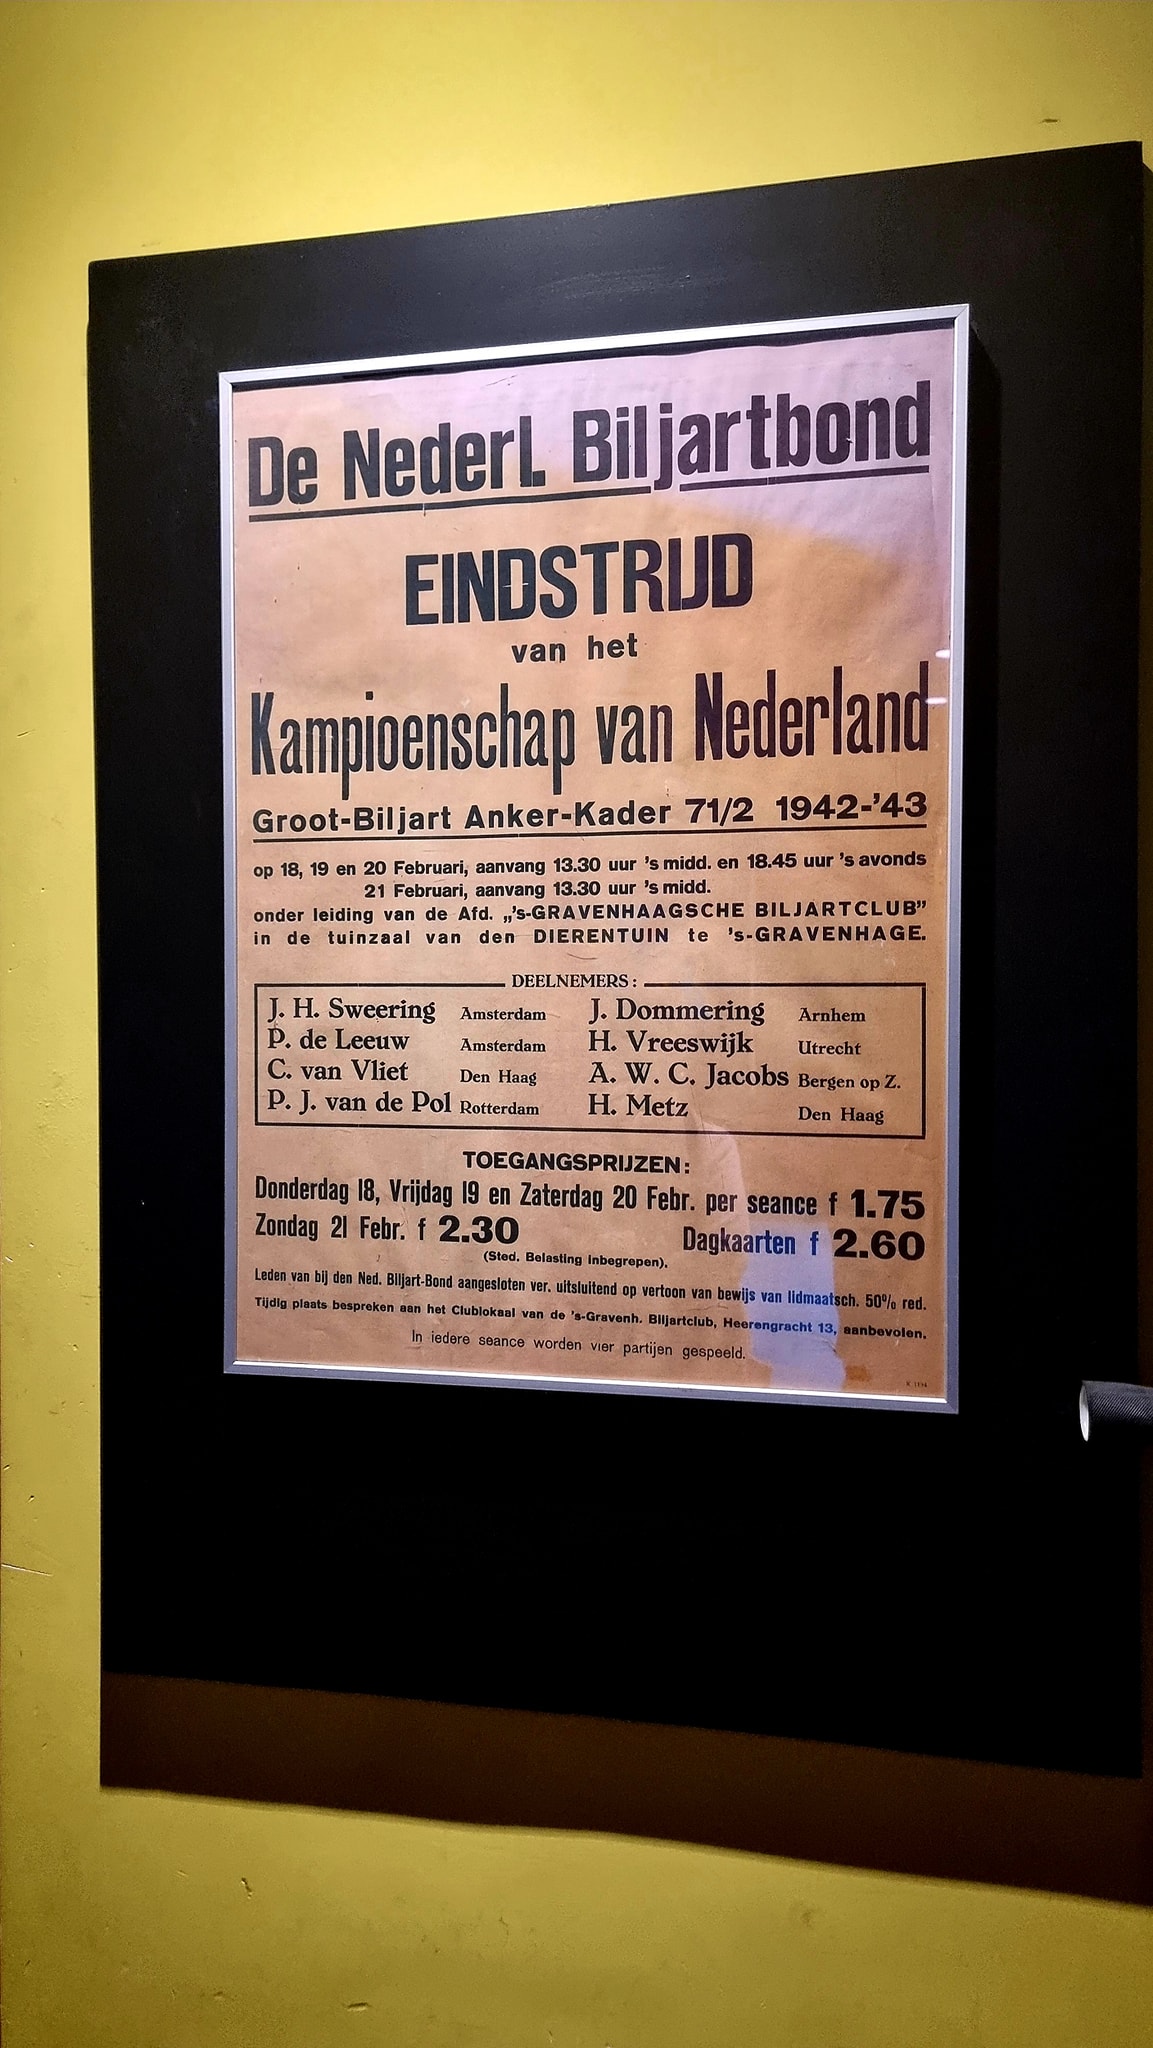 De Nederl. Biljartbond
EINDSTRIJD
van het
Kampioenschap van Nederland
Groot-Biljart Anker-Kader 71/2 1942-'43
op 18, 19 en 20 Februari, aanvang 13.30 uur 's midd. en 18.45 uur 's avonds
21 Februari, aanvang 13.30 uur 's midd.
onder leiding van de Afd. „'s-GRAVENHAAGSCHE BILJARTCLUB”
in de tuinzaal van den DIERENTUIN te 's-GRAVENHAGE.
DEELNEMERS:
J. H. Sweering Amsterdam J. Dommering Arnhem
P. de Leeuw Amsterdam H. Vreeswijk Utrecht
C. van Vliet Den Haag A. W. C. Jacobs Bergen op Z.
P. J. van de Pol Rotterdam H. Metz Den Haag
TOEGANGSPRIJZEN:
Donderdag 18, Vrijdag 19 en Zaterdag 20 Febr. per seance f 1.75
Zondag 21 Febr. f 2.30 Dagkaarten f 2.60
(Sted. Belasting inbegrepen).
Leden van bij den Ned. Biljart-Bond aangesloten ver. uitsluitend op vertoon van bewijs van lidmaatsch. 50% red.
Tijdig plaats bespreken aan het Clublokaal van de 's-Gravenh. Biljartclub, Heerengracht 13, aanbevolen.
In iedere seance worden vier partijen gespeeld.